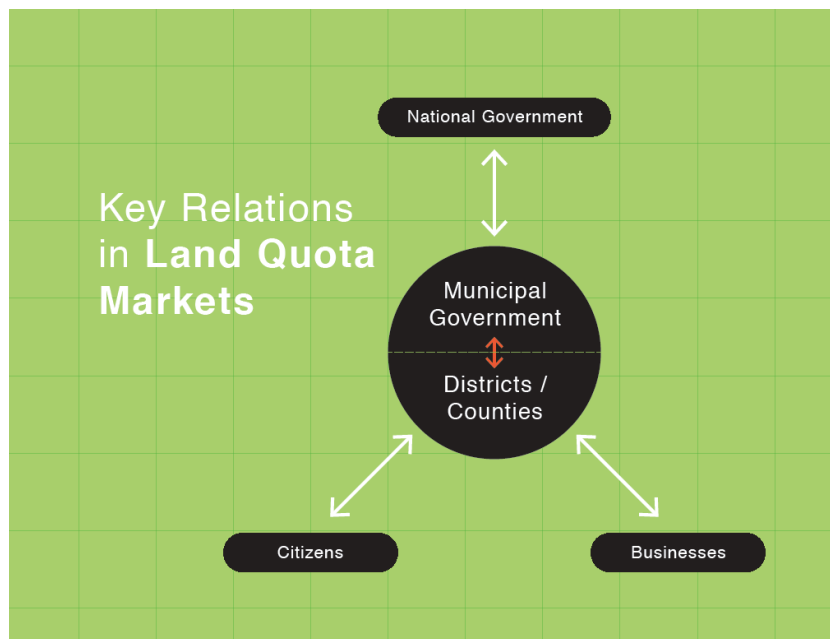 Key Relations
in Land Quota
Markets
National Government
Municipal
Government
Districts /
Counties
Citizens
Businesses